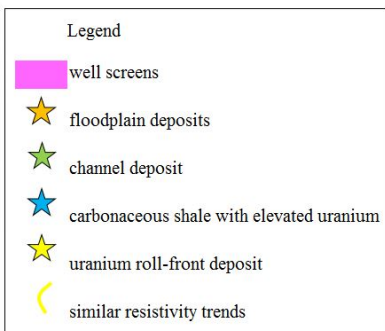 Legend
well screens
floodplain deposits
channel deposit
carbonaceous shale with elevated uranium
uranium roll-front deposit
similar resistivity trends